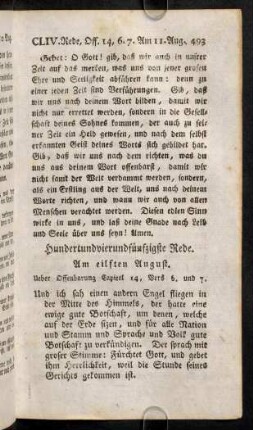 CLIV. Rede, Off. 14, 6. 7. Am 11. Aug. 493
Gebet: O Gott! gib, daß wir auch in unsrer
Zeit auf das merken, was uns von jener großen
Ehre und Seeligkeit abführen kann: denn zu
einer jeden Zeit sind Verführungen. Gib, daß
wir uns nach deinem Wort bilden, damit wir
nicht nur errettet werden, sondern in die Gesell-
schaft deines Sohnes kommen, der auch zu sei-
ner Zeit ein Held gewesen, und nach dem selbst
erkannten Geist deines Worts sich gebildet hat.
Gib, daß wir uns nach dem richten, was du
uns aus deinem Wort offenbarst, damit wir
nicht samt der Welt verdammt werden, sondern,
als ein Erstling aus der Welt, uns nach deinem
Worte richten, und wann wir auch von allen
Menschen verachtet werden. Diesen edlen Sinn
wirke in uns, und laß deine Gnade nach Leib
und Seele über uns seyn! Amen.
Hundertundvierundfünfzigste Rede.
Am eilften August.
Ueber Offenbarung Capitel 14, Vers 6, und 7.
Und ich sah einen andern Engel fliegen in
der Mitte des Himmels, der hatte eine
ewige gute Botschaft, um denen, welche
auf der Erde sizen, und für alle Nation
und Stamm und Sprache und Volk gute
Botschaft zu verkündigen. Der sprach mit
großer Stimme: Fürchtet Gott, und gebet
ihm Herrlichkeit, weil die Stunde seines
Gerichts gekommen ist.